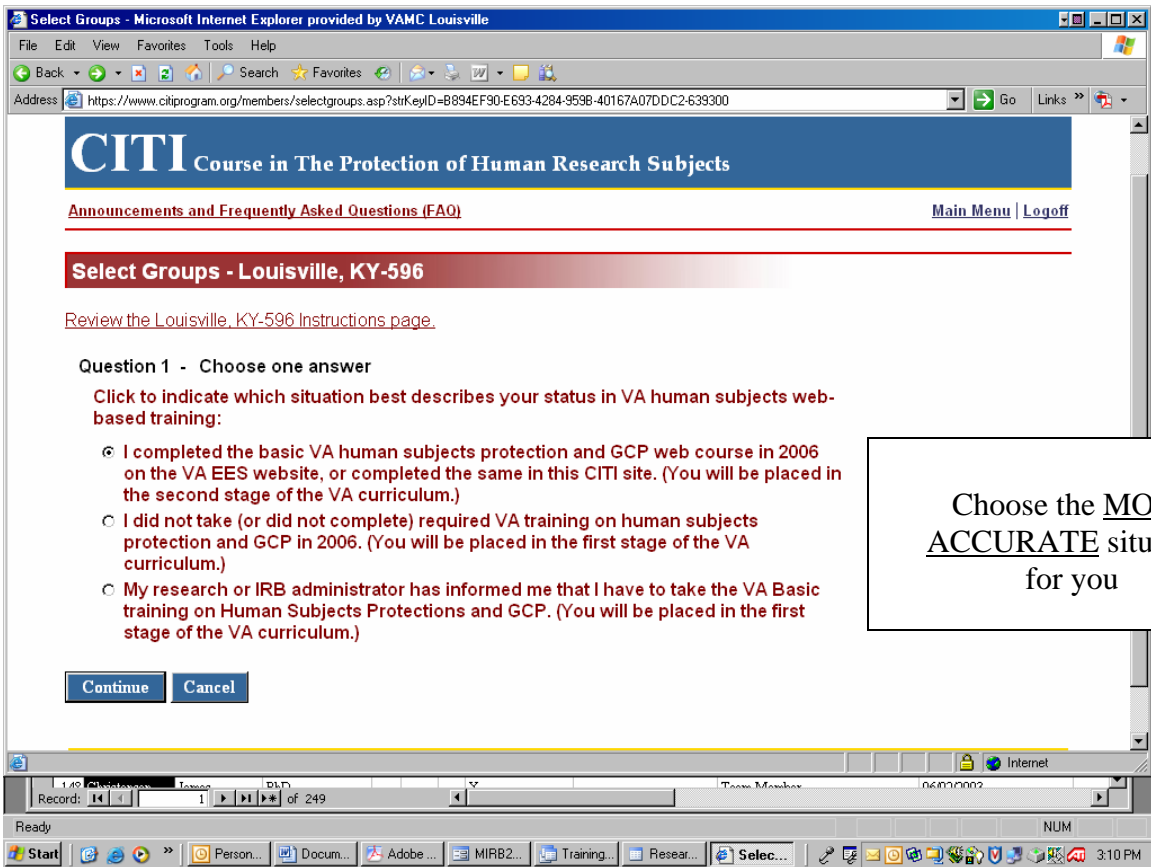 Select Groups - Microsoft Internet Explorer provided by VAMC Louisville
File Edit View Favorites Tools Help
Back Search Favorites
Address https://www.citiprogram.org/members/selectgroups.asp?strKeyID=B894EF90-E693-4284-959B-40167A07DDC2-639300 Go Links »
CITI Course in The Protection of Human Research Subjects
Announcements and Frequently Asked Questions (FAQ) Main Menu | Logoff
Select Groups - Louisville, KY-596
Review the Louisville, KY-596 Instructions page.
Question 1 - Choose one answer
Click to indicate which situation best describes your status in VA human subjects web-
based training:
I completed the basic VA human subjects protection and GCP web course in 2006
on the VA EES website, or completed the same in this CITI site. (You will be placed in
the second stage of the VA curriculum.)
I did not take (or did not complete) required VA training on human subjects
protection and GCP in 2006. (You will be placed in the first stage of the VA
curriculum.)
My research or IRB administrator has informed me that I have to take the VA Basic
training on Human Subjects Protections and GCP. (You will be placed in the first
stage of the VA curriculum.)
Choose the MO
ACCURATE situ
for you
Continue Cancel
Internet
Record: 1 of 249
Ready NUM
Start » Person... Docum... Adobe ... MIRB2... Training... Resear... Selec... 3:10 PM